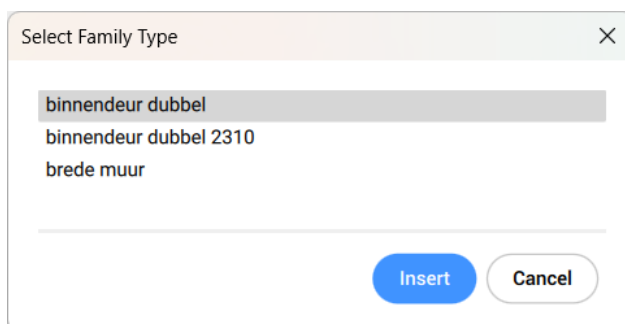 Select Family Type
binnendeur dubbel
binnendeur dubbel 2310
brede muur
Insert Cancel